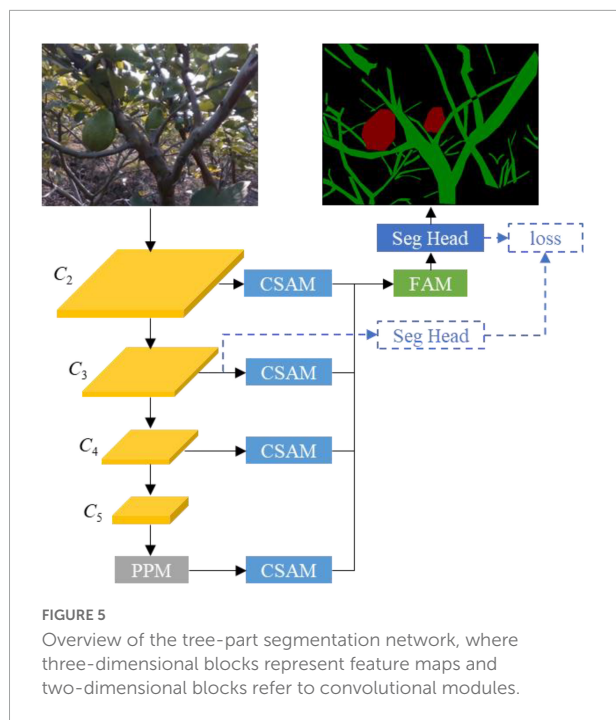 Seg Head
loss
C2
CSAM
FAM
Seg Head
C3
CSAM
C4
CSAM
C5
PPM
CSAM
FIGURE 5
Overview of the tree-part segmentation network, where
three-dimensional blocks represent feature maps and
two-dimensional blocks refer to convolutional modules.